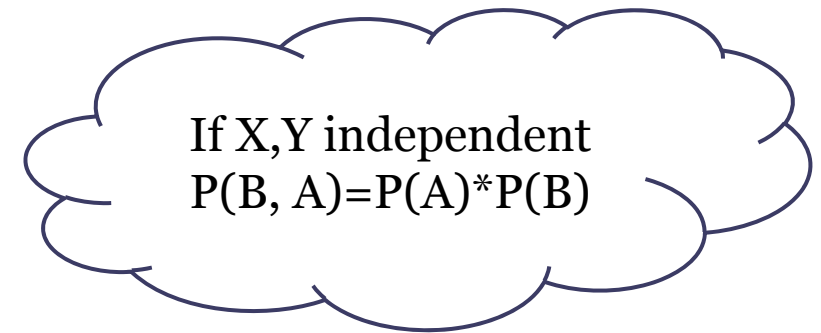 If X,Y independent
P(B, A)=P(A)*P(B)